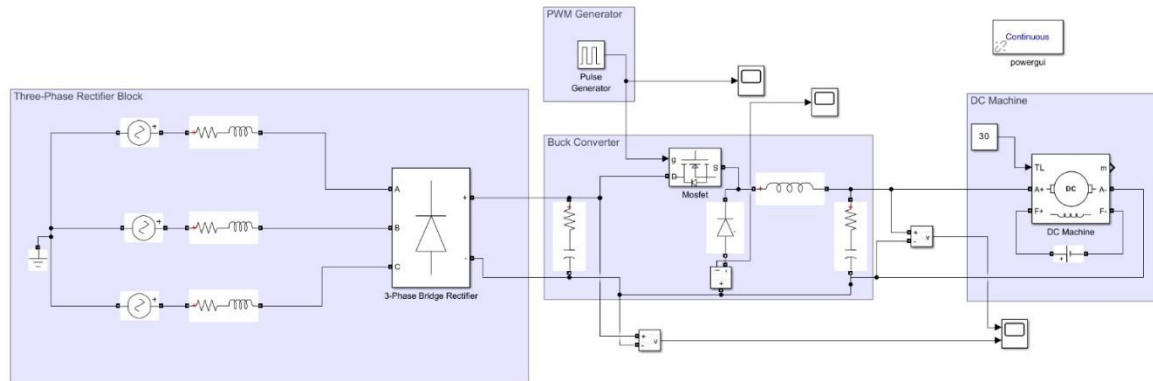 PWM Generator
Pulse
Generator
Continuous
powergui
Three-Phase Rectifier Block
+
+
+
A
B
C
+
-
3-Phase Bridge Rectifier
Buck Converter
g
D
S
Mosfet
+
+
+
-
+
+
-
v
+
-
v
DC Machine
30
TL
m
A+
DC
A-
F+
F-
DC Machine
+